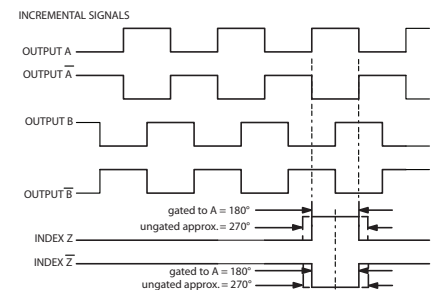 INCREMENTAL SIGNALS
OUTPUT A
OUTPUT A̅
OUTPUT B
OUTPUT B̅
gated to A = 180°
ungated approx. = 270°
INDEX Z
INDEX Z̅
gated to A = 180°
ungated approx. = 270°